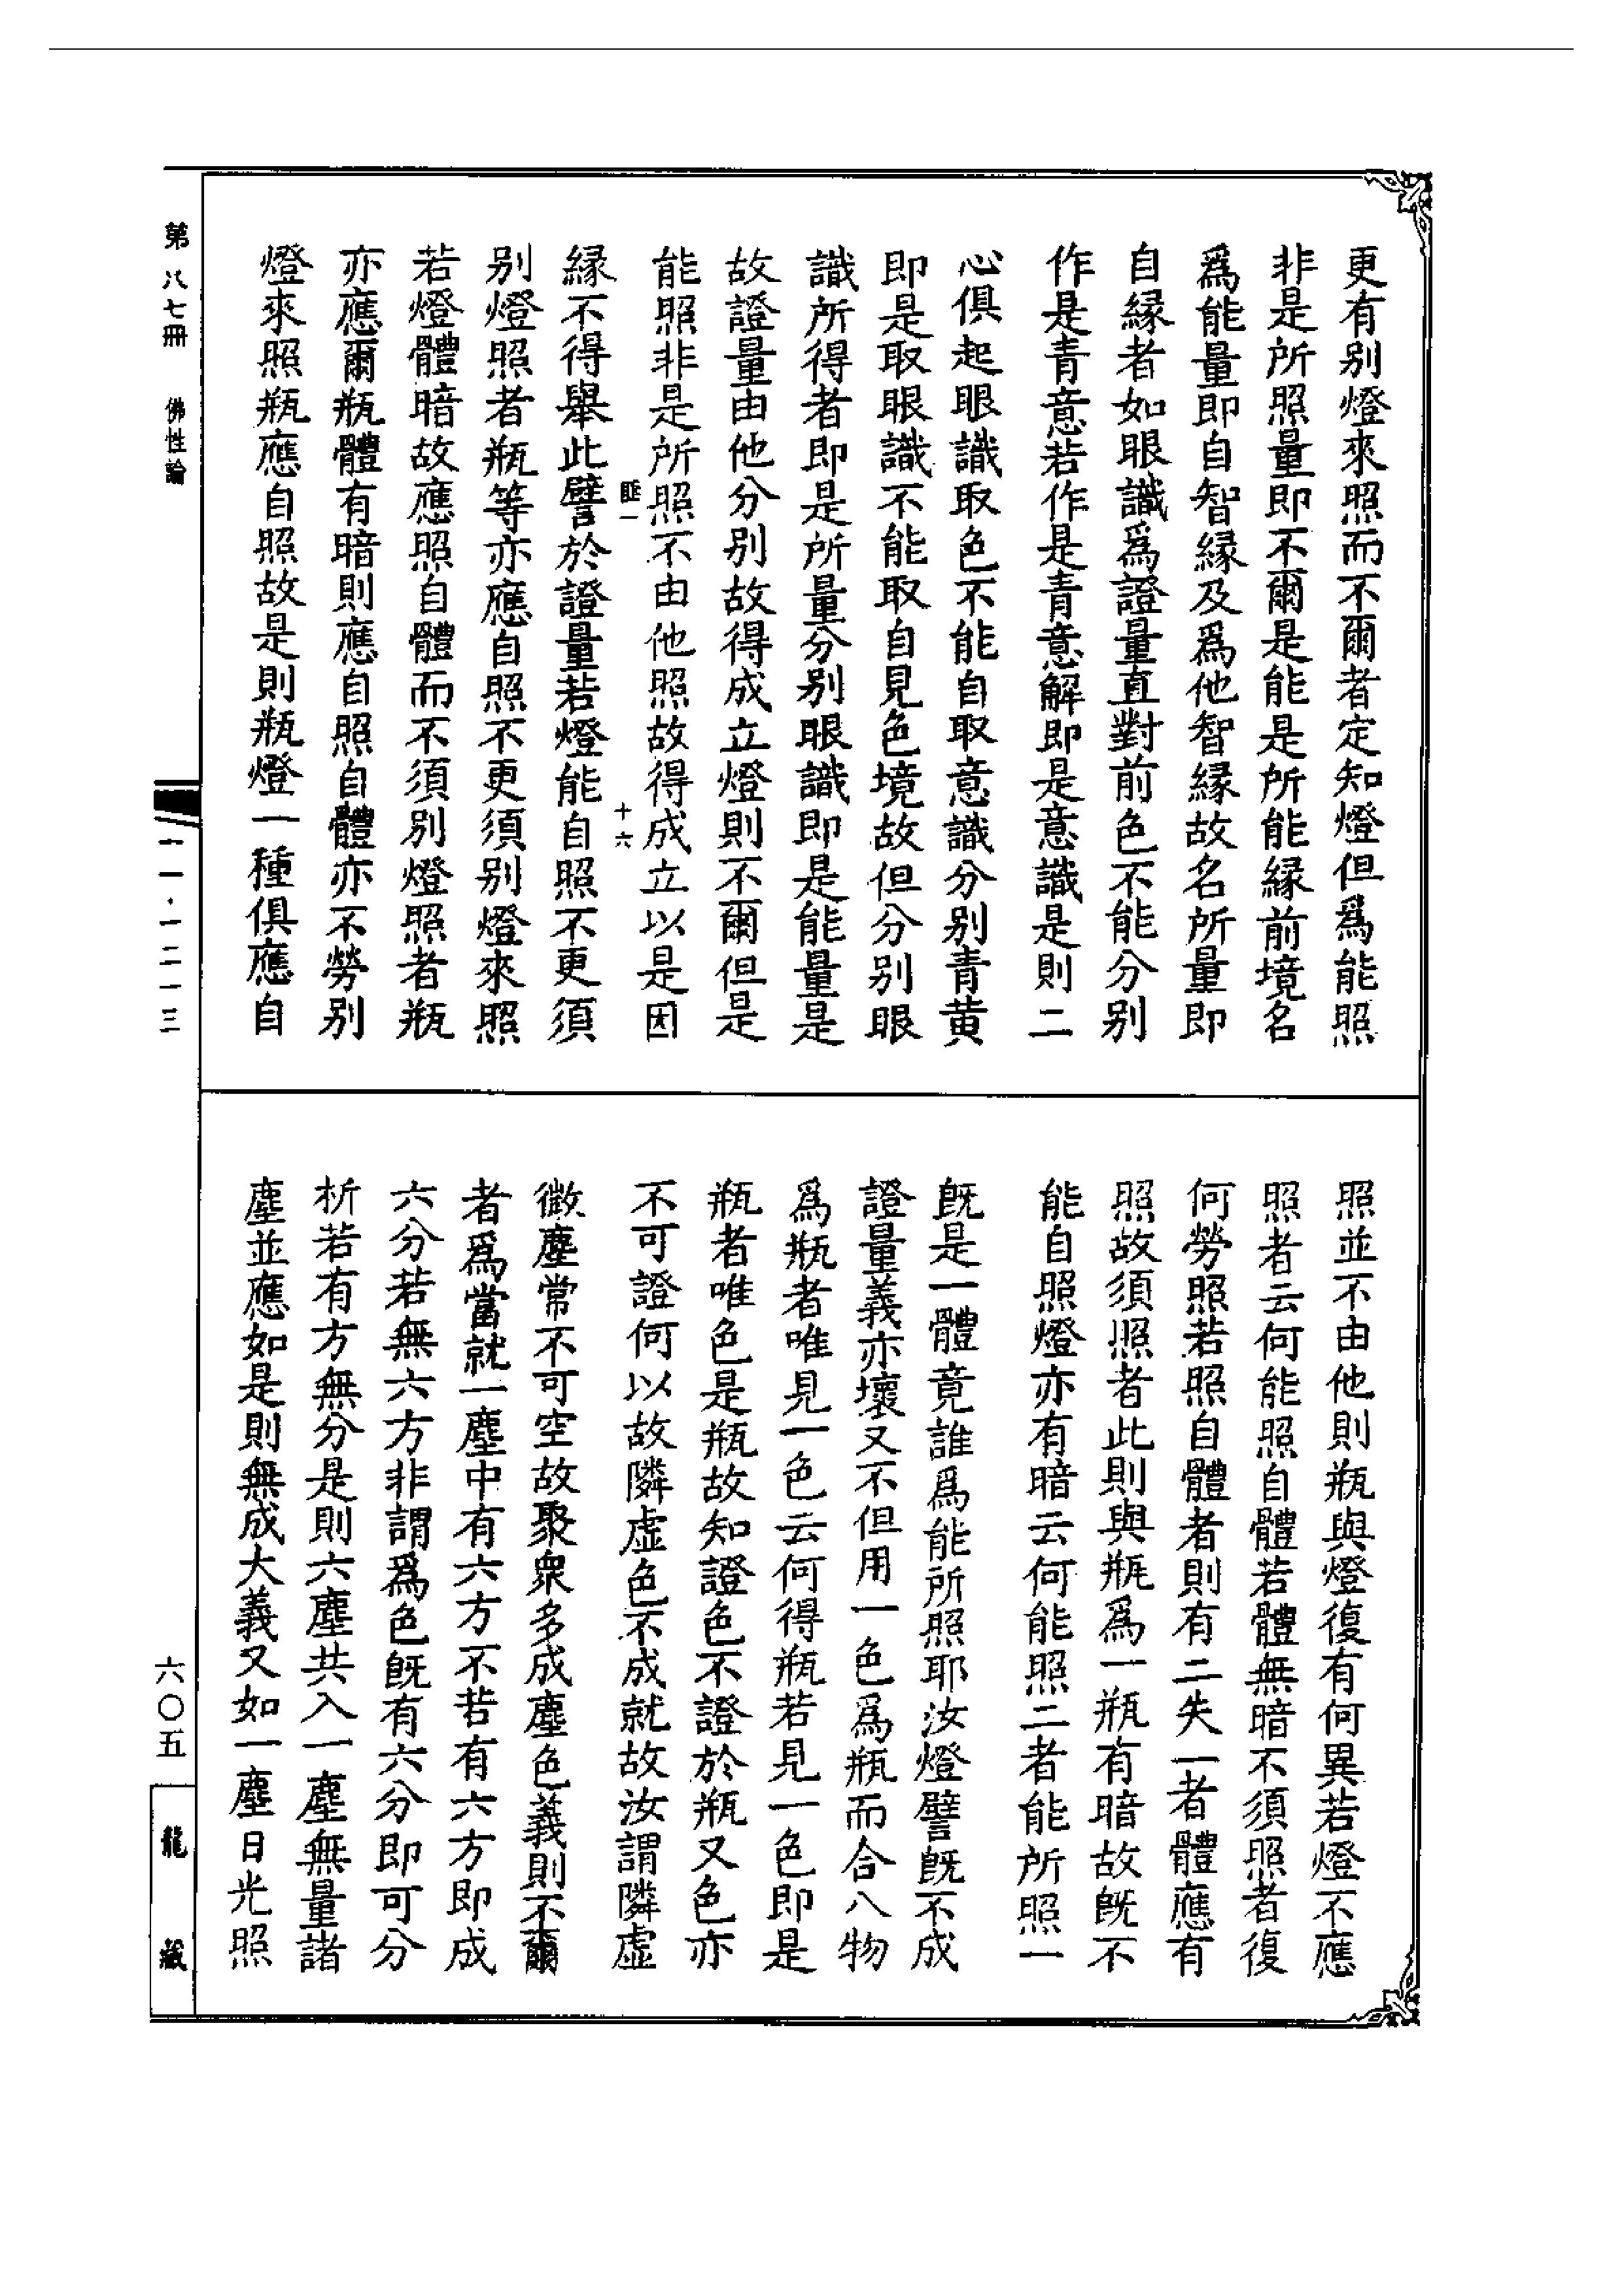 更有别燈來照而不爾者定知燈但爲能照
非是所照量即不爾是能是所能緣前境名
爲能量即自智緣及爲他智緣故名所量即
自緣者如眼識爲證量直對前色不能分别
作是青意若作是青意解即是意識是則二
心俱起眼識取色不能自取意識分别青黄
即是取眼識不能取自見色境故但分别眼
識所得者即是所量分别眼識即是能量是
故證量由他分别故得成立燈則不爾但是
能照非是所照不由他照故得成立以是因
匪一 十六
緣不得舉此譬於證量若燈能自照不更須
别燈照者瓶等亦應自照不更須别燈來照
若燈體暗故應照自體而不須别燈照者瓶
亦應爾瓶體有暗則應自照自體亦不勞别
燈來照瓶應自照故是則瓶燈一種俱應自
照並不由他則瓶與燈復有何異若燈不應
照者云何能照自體若體無暗不須照者復
何勞照若照自體者則有二失一者體應有
照故須照者此則與瓶爲一瓶有暗故既不
能自照燈亦有暗云何能照二者能所照一
既是一體竟誰爲能所照耶汝燈譬既不成
證量義亦壞又不但用一色爲瓶而合八物
爲瓶者唯見一色云何得瓶若見一色即是
瓶者唯色是瓶故知證色不證於瓶又色亦
不可證何以故隣虛色不成就故汝謂隣虛
微塵常不可空故聚衆多成塵色義則不爾
者爲當就一塵中有六方不若有六方即成
六分若無六方非謂爲色既有六分即可分
析若有方無分是則六塵共入一塵無量諸
塵並應如是則無成大義又如一塵日光照
第八七冊 佛性論
一一·一二一三
六〇五
龍藏